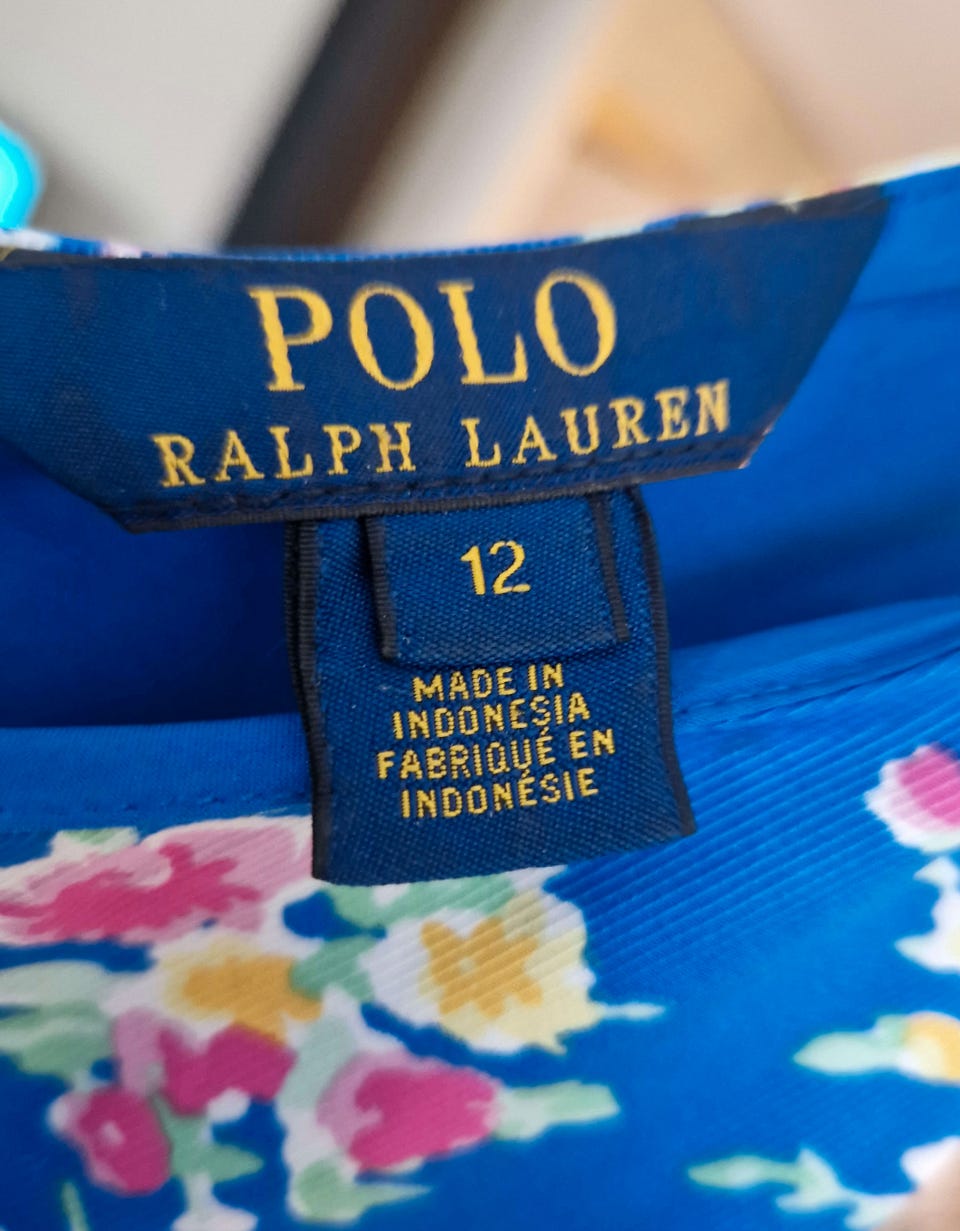 POLO
RALPH LAUREN
12
MADE IN
INDONESIA
FABRIQUÉ EN
INDONÉSIE